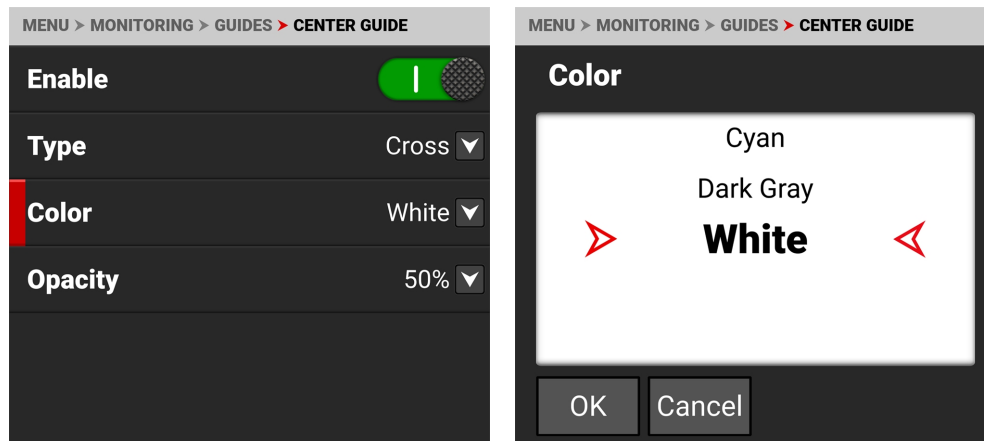 MENU > MONITORING > GUIDES > CENTER GUIDE
Enable
Type Cross
Color White
Opacity 50%
MENU > MONITORING > GUIDES > CENTER GUIDE
Color
Cyan
Dark Gray
White
OK Cancel